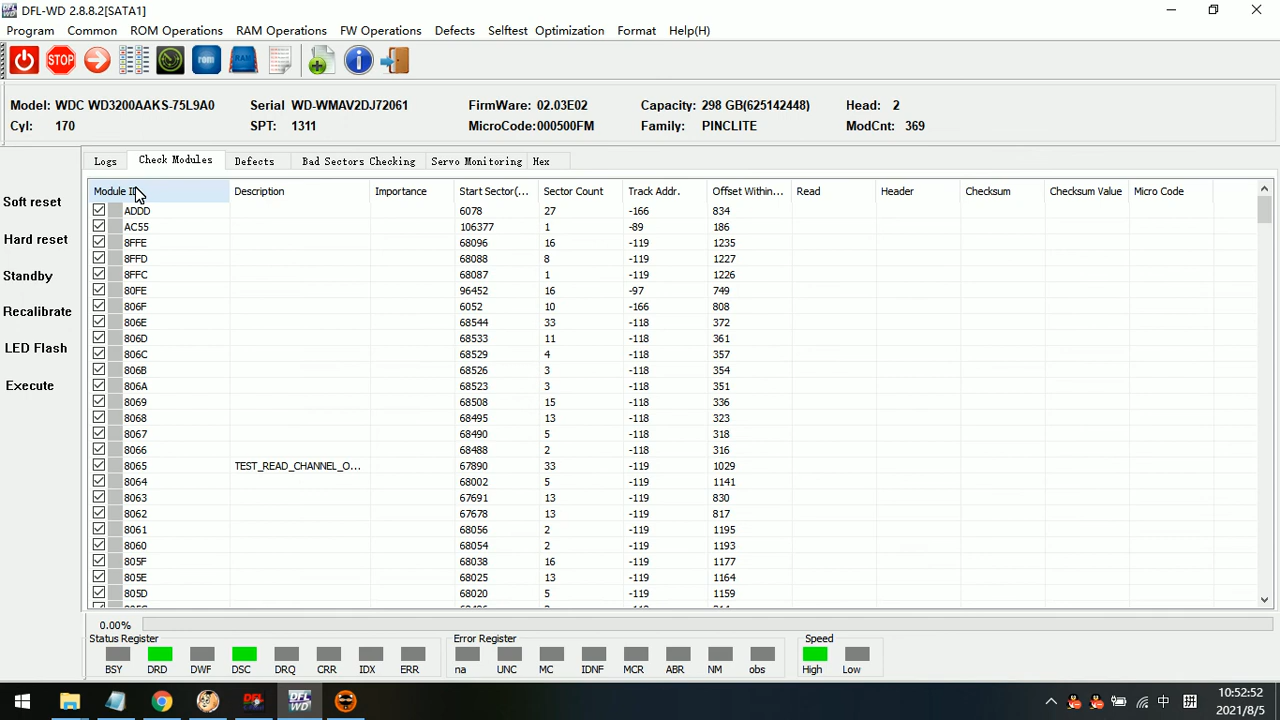 DFL-WD 2.8.8.2[SATA1]
Program Common ROM Operations RAM Operations FW Operations Defects Selftest Optimization Format Help(H)
STOP rom RAM
Model: WDC WD3200AAKS-75L9A0 Serial WD-WMAV2DJ72061 FirmWare: 02.03E02 Capacity: 298 GB(625142448) Head: 2
Cyl: 170 SPT: 1311 MicroCode:000500FM Family: PINCLITE ModCnt: 369
Logs Check Modules Defects Bad Sectors Checking Servo Monitoring Hex
Soft reset
Hard reset
Standby
Recalibrate
LED Flash
Execute
Module ID Description Importance Start Sector(... Sector Count Track Addr. Offset Within... Read Header Checksum Checksum Value Micro Code
ADDD 6078 27 -166 834
AC55 106377 1 -89 186
8FFE 68096 16 -119 1235
8FFD 68088 8 -119 1227
8FFC 68087 1 -119 1226
80FE 96452 16 -97 749
806F 6052 10 -166 808
806E 68544 33 -118 372
806D 68533 11 -118 361
806C 68529 4 -118 357
806B 68526 3 -118 354
806A 68523 3 -118 351
8069 68508 15 -118 336
8068 68495 13 -118 323
8067 68490 5 -118 318
8066 68488 2 -118 316
8065 TEST_READ_CHANNEL_O... 67890 33 -119 1029
8064 68002 5 -119 1141
8063 67691 13 -119 830
8062 67678 13 -119 817
8061 68056 2 -119 1195
8060 68054 2 -119 1193
805F 68038 16 -119 1177
805E 68025 13 -119 1164
805D 68020 5 -119 1159
0.00%
Status Register Error Register Speed
BSY DRD DWF DSC DRQ CRR IDX ERR na UNC MC IDNF MCR ABR NM obs High Low
DFL DFL WD 中 拼 10:52:52
2021/8/5